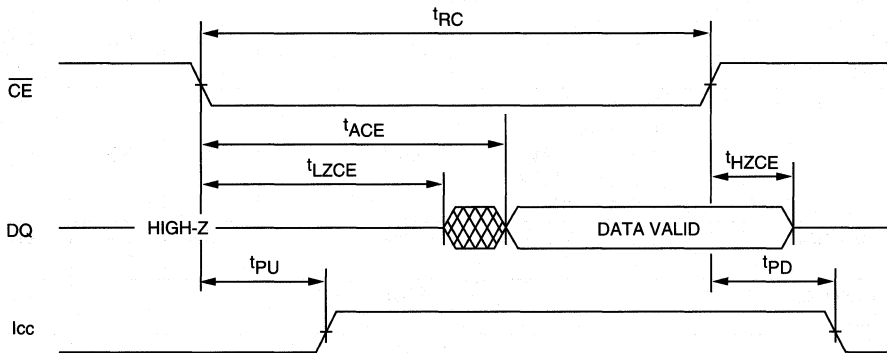 tRC
CE
tACE
tLZCE
tHZCE
DQ
HIGH-Z
DATA VALID
tPU
tPD
Icc